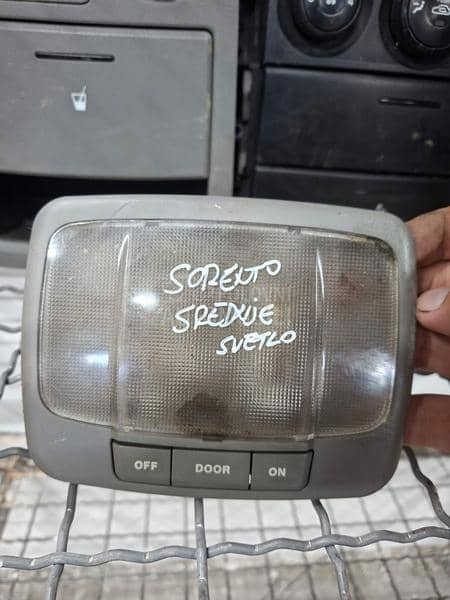 SORENTO
SREDNJE
SVETLO
OFF DOOR ON